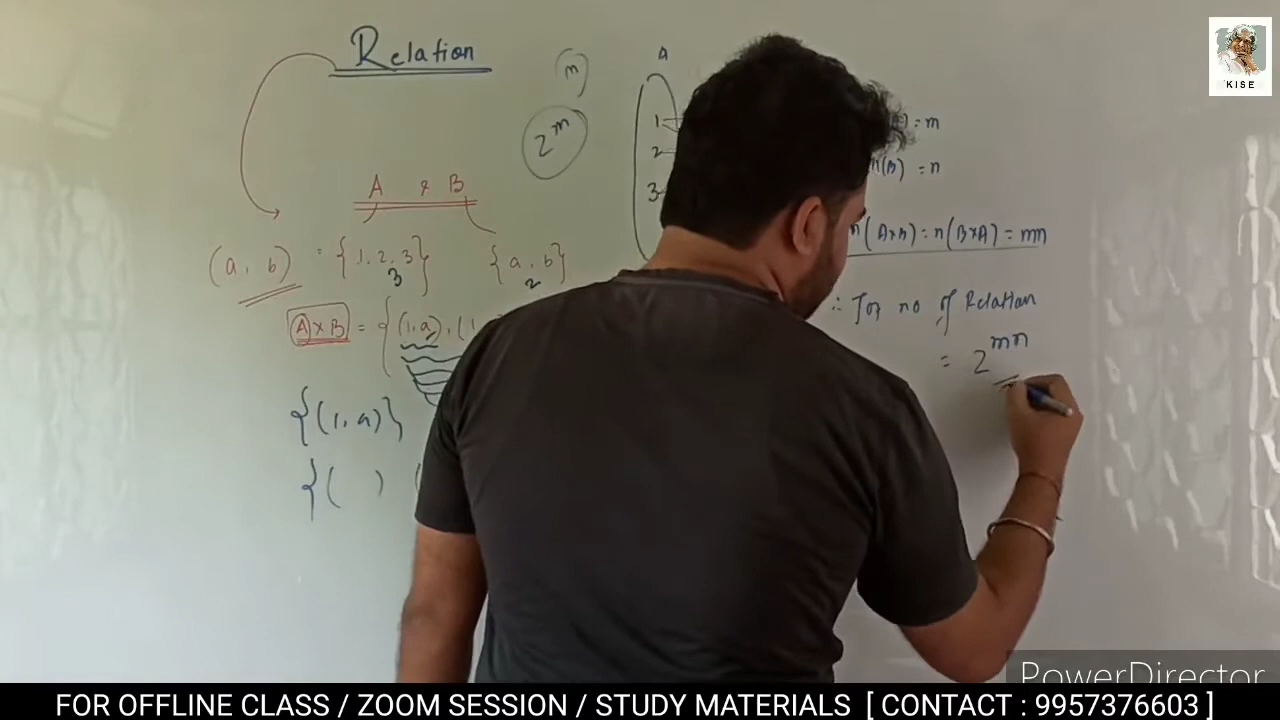 Relation
m
2^m
A & B
(a, b) = {1, 2, 3} {a, b}
3 2
A×B = {(1,a), (1
{(1,a)}
{( ) (
A
1
2
3
) = m
n(B) = n
n(A×B) = n(B×A) = mn
∴ Tor no of Relation
= 2^mn
KISE
PowerDirector
FOR OFFLINE CLASS / ZOOM SESSION / STUDY MATERIALS [ CONTACT : 9957376603 ]